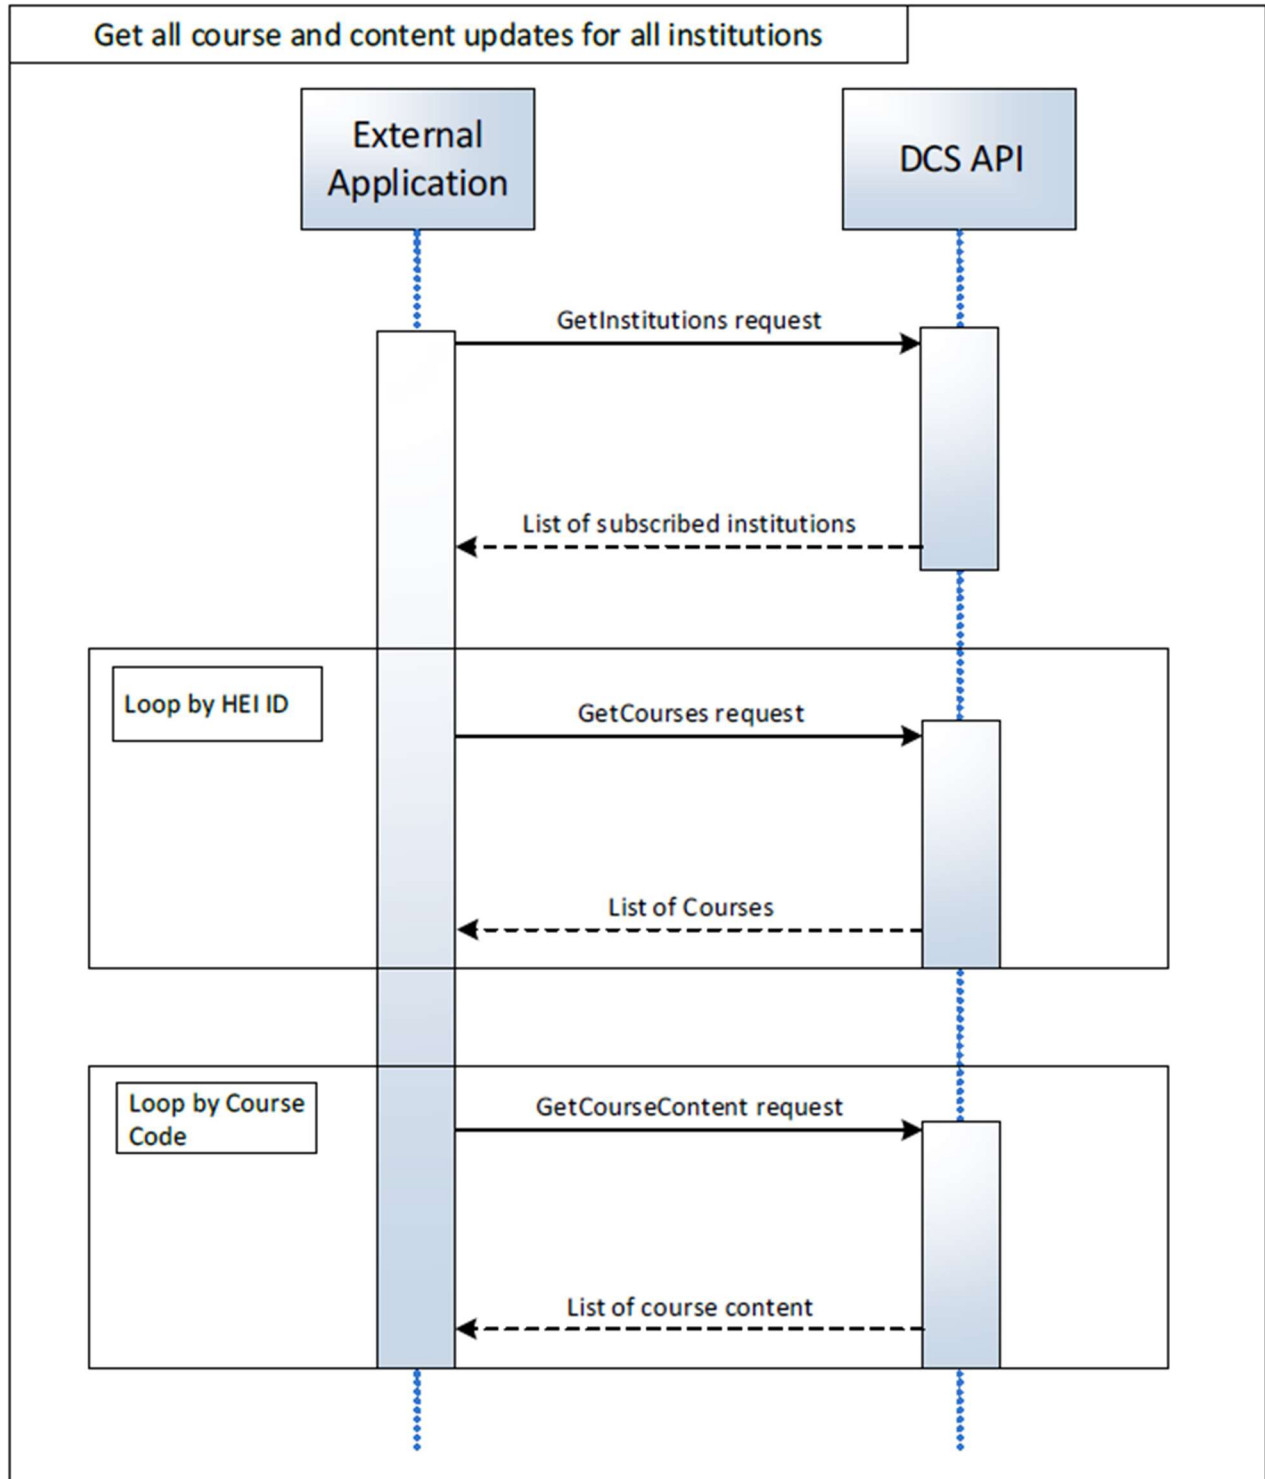 Get all course and content updates for all institutions
External
Application
DCS API
GetInstitutions request
List of subscribed institutions
Loop by HEI ID
GetCourses request
List of Courses
Loop by Course
Code
GetCourseContent request
List of course content